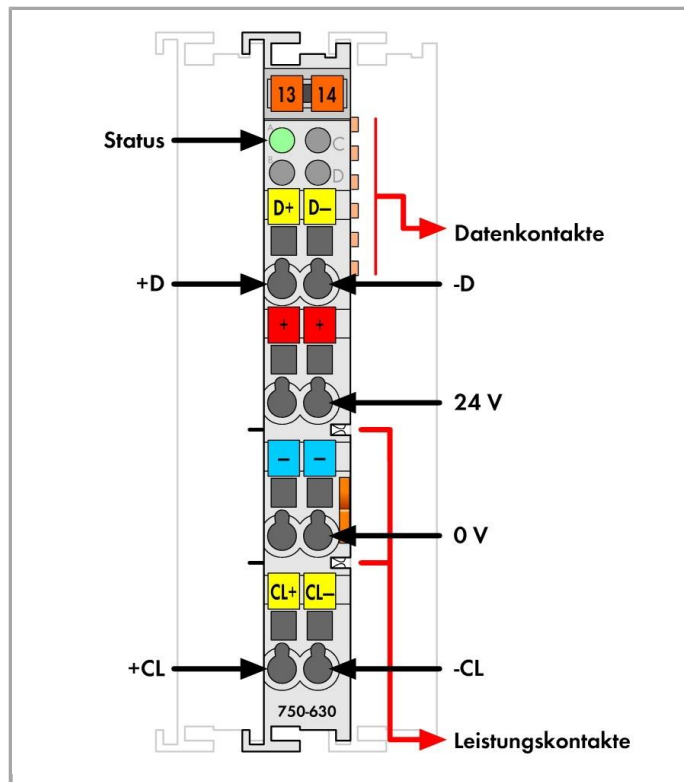 13 14
A
Status
C
B
D
D+ D–
Datenkontakte
+D
-D
+ +
24 V
– –
0 V
CL+ CL–
+CL
-CL
750-630
Leistungskontakte